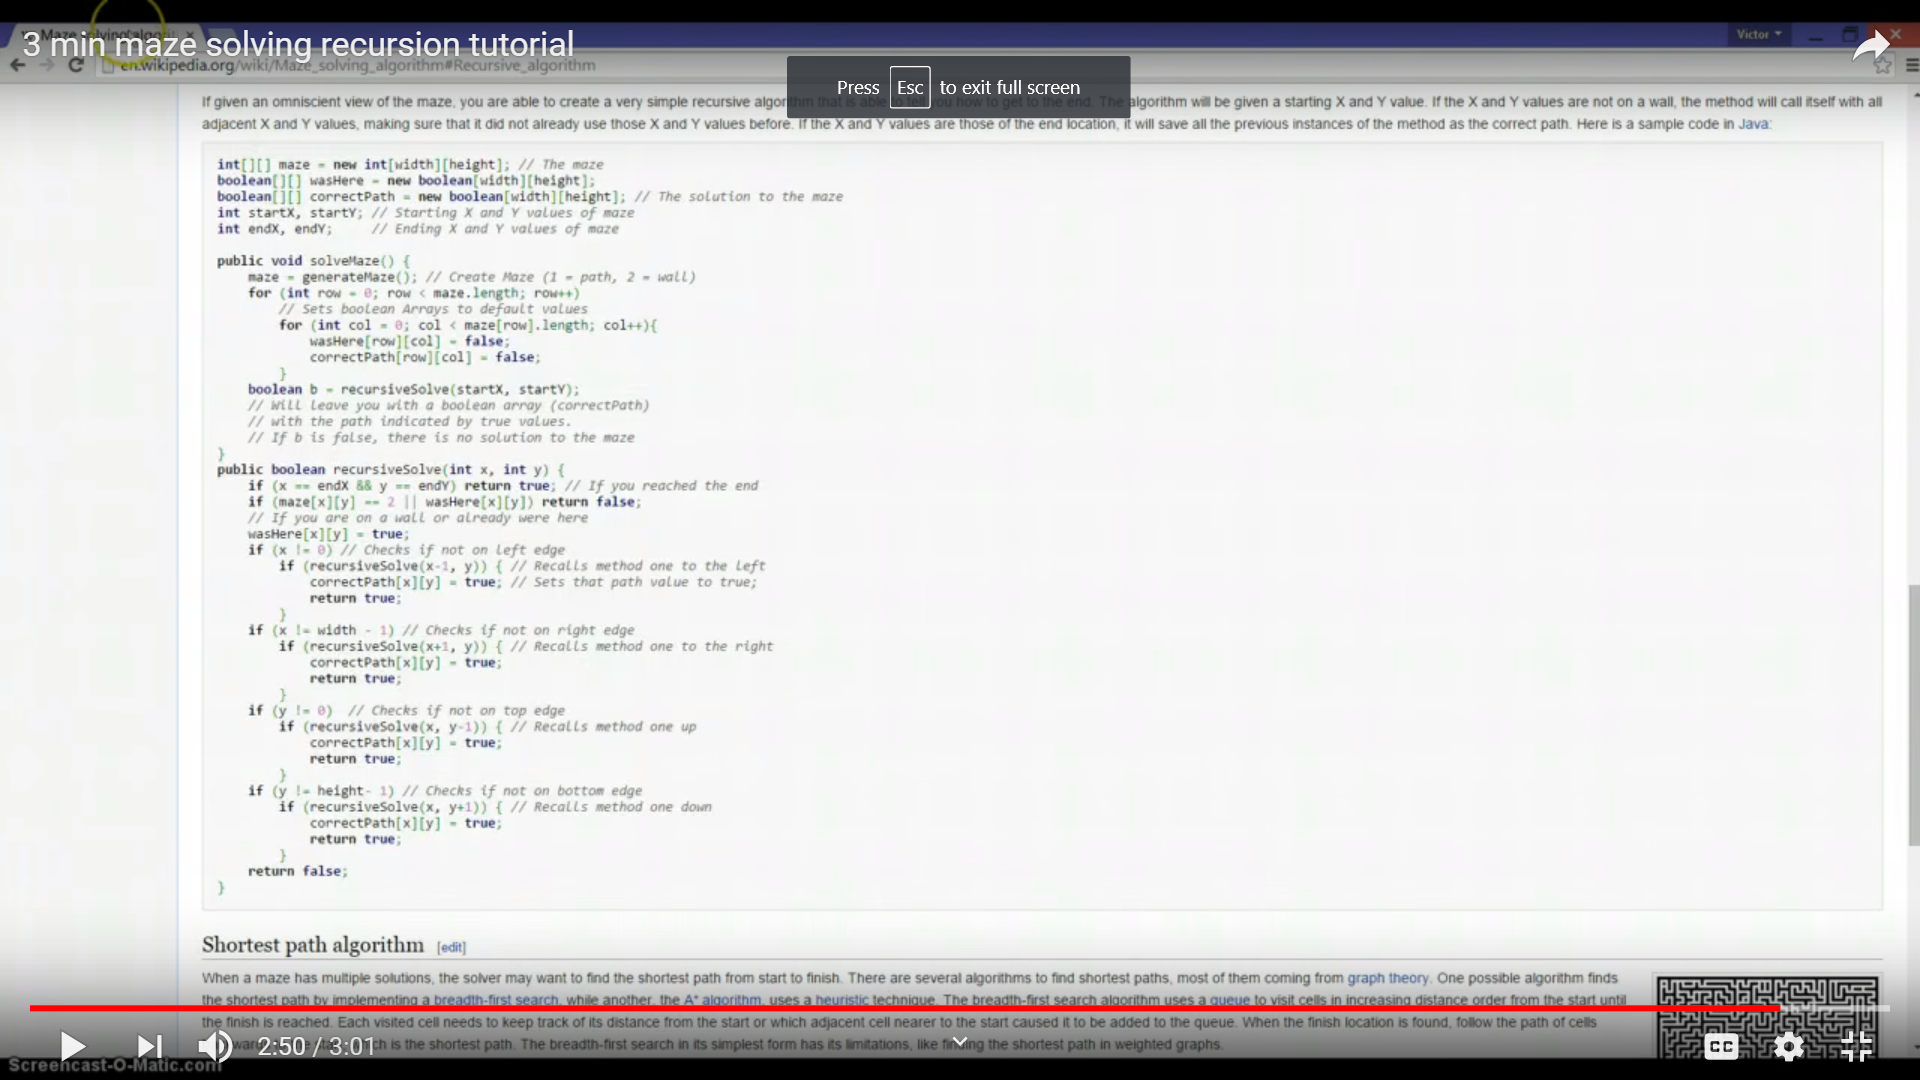 Maze solving algorit
3 min maze solving recursion tutorial
Victor
en.wikipedia.org/wiki/Maze_solving_algorithm#Recursive_algorithm
Press Esc to exit full screen
If given an omniscient view of the maze, you are able to create a very simple recursive algorithm that is able to tell you how to get to the end. The algorithm will be given a starting X and Y value. If the X and Y values are not on a wall, the method will call itself with all
adjacent X and Y values, making sure that it did not already use those X and Y values before. If the X and Y values are those of the end location, it will save all the previous instances of the method as the correct path. Here is a sample code in Java:
int[][] maze = new int[width][height]; // The maze
boolean[][] wasHere = new boolean[width][height];
boolean[][] correctPath = new boolean[width][height]; // The solution to the maze
int startX, startY; // Starting X and Y values of maze
int endX, endY;     // Ending X and Y values of maze
public void solveMaze() {
    maze = generateMaze(); // Create Maze (1 = path, 2 = wall)
    for (int row = 0; row < maze.length; row++)
        // Sets boolean Arrays to default values
        for (int col = 0; col < maze[row].length; col++){
            wasHere[row][col] = false;
            correctPath[row][col] = false;
        }
    boolean b = recursiveSolve(startX, startY);
    // Will leave you with a boolean array (correctPath)
    // with the path indicated by true values.
    // If b is false, there is no solution to the maze
}
public boolean recursiveSolve(int x, int y) {
    if (x == endX && y == endY) return true; // If you reached the end
    if (maze[x][y] == 2 || wasHere[x][y]) return false;
    // If you are on a wall or already were here
    wasHere[x][y] = true;
    if (x != 0) // Checks if not on left edge
        if (recursiveSolve(x-1, y)) { // Recalls method one to the left
            correctPath[x][y] = true; // Sets that path value to true;
            return true;
        }
    if (x != width - 1) // Checks if not on right edge
        if (recursiveSolve(x+1, y)) { // Recalls method one to the right
            correctPath[x][y] = true;
            return true;
        }
    if (y != 0)  // Checks if not on top edge
        if (recursiveSolve(x, y-1)) { // Recalls method one up
            correctPath[x][y] = true;
            return true;
        }
    if (y != height- 1) // Checks if not on bottom edge
        if (recursiveSolve(x, y+1)) { // Recalls method one down
            correctPath[x][y] = true;
            return true;
        }
    return false;
}
Shortest path algorithm [edit]
When a maze has multiple solutions, the solver may want to find the shortest path from start to finish. There are several algorithms to find shortest paths, most of them coming from graph theory. One possible algorithm finds
the shortest path by implementing a breadth-first search, while another, the A* algorithm, uses a heuristic technique. The breadth-first search algorithm uses a queue to visit cells in increasing distance order from the start until
the finish is reached. Each visited cell needs to keep track of its distance from the start or which adjacent cell nearer to the start caused it to be added to the queue. When the finish location is found, follow the path of cells
is the shortest path. The breadth-first search in its simplest form has its limitations, like finding the shortest path in weighted graphs.
2:50 / 3:01
CC
Screencast-O-Matic.com